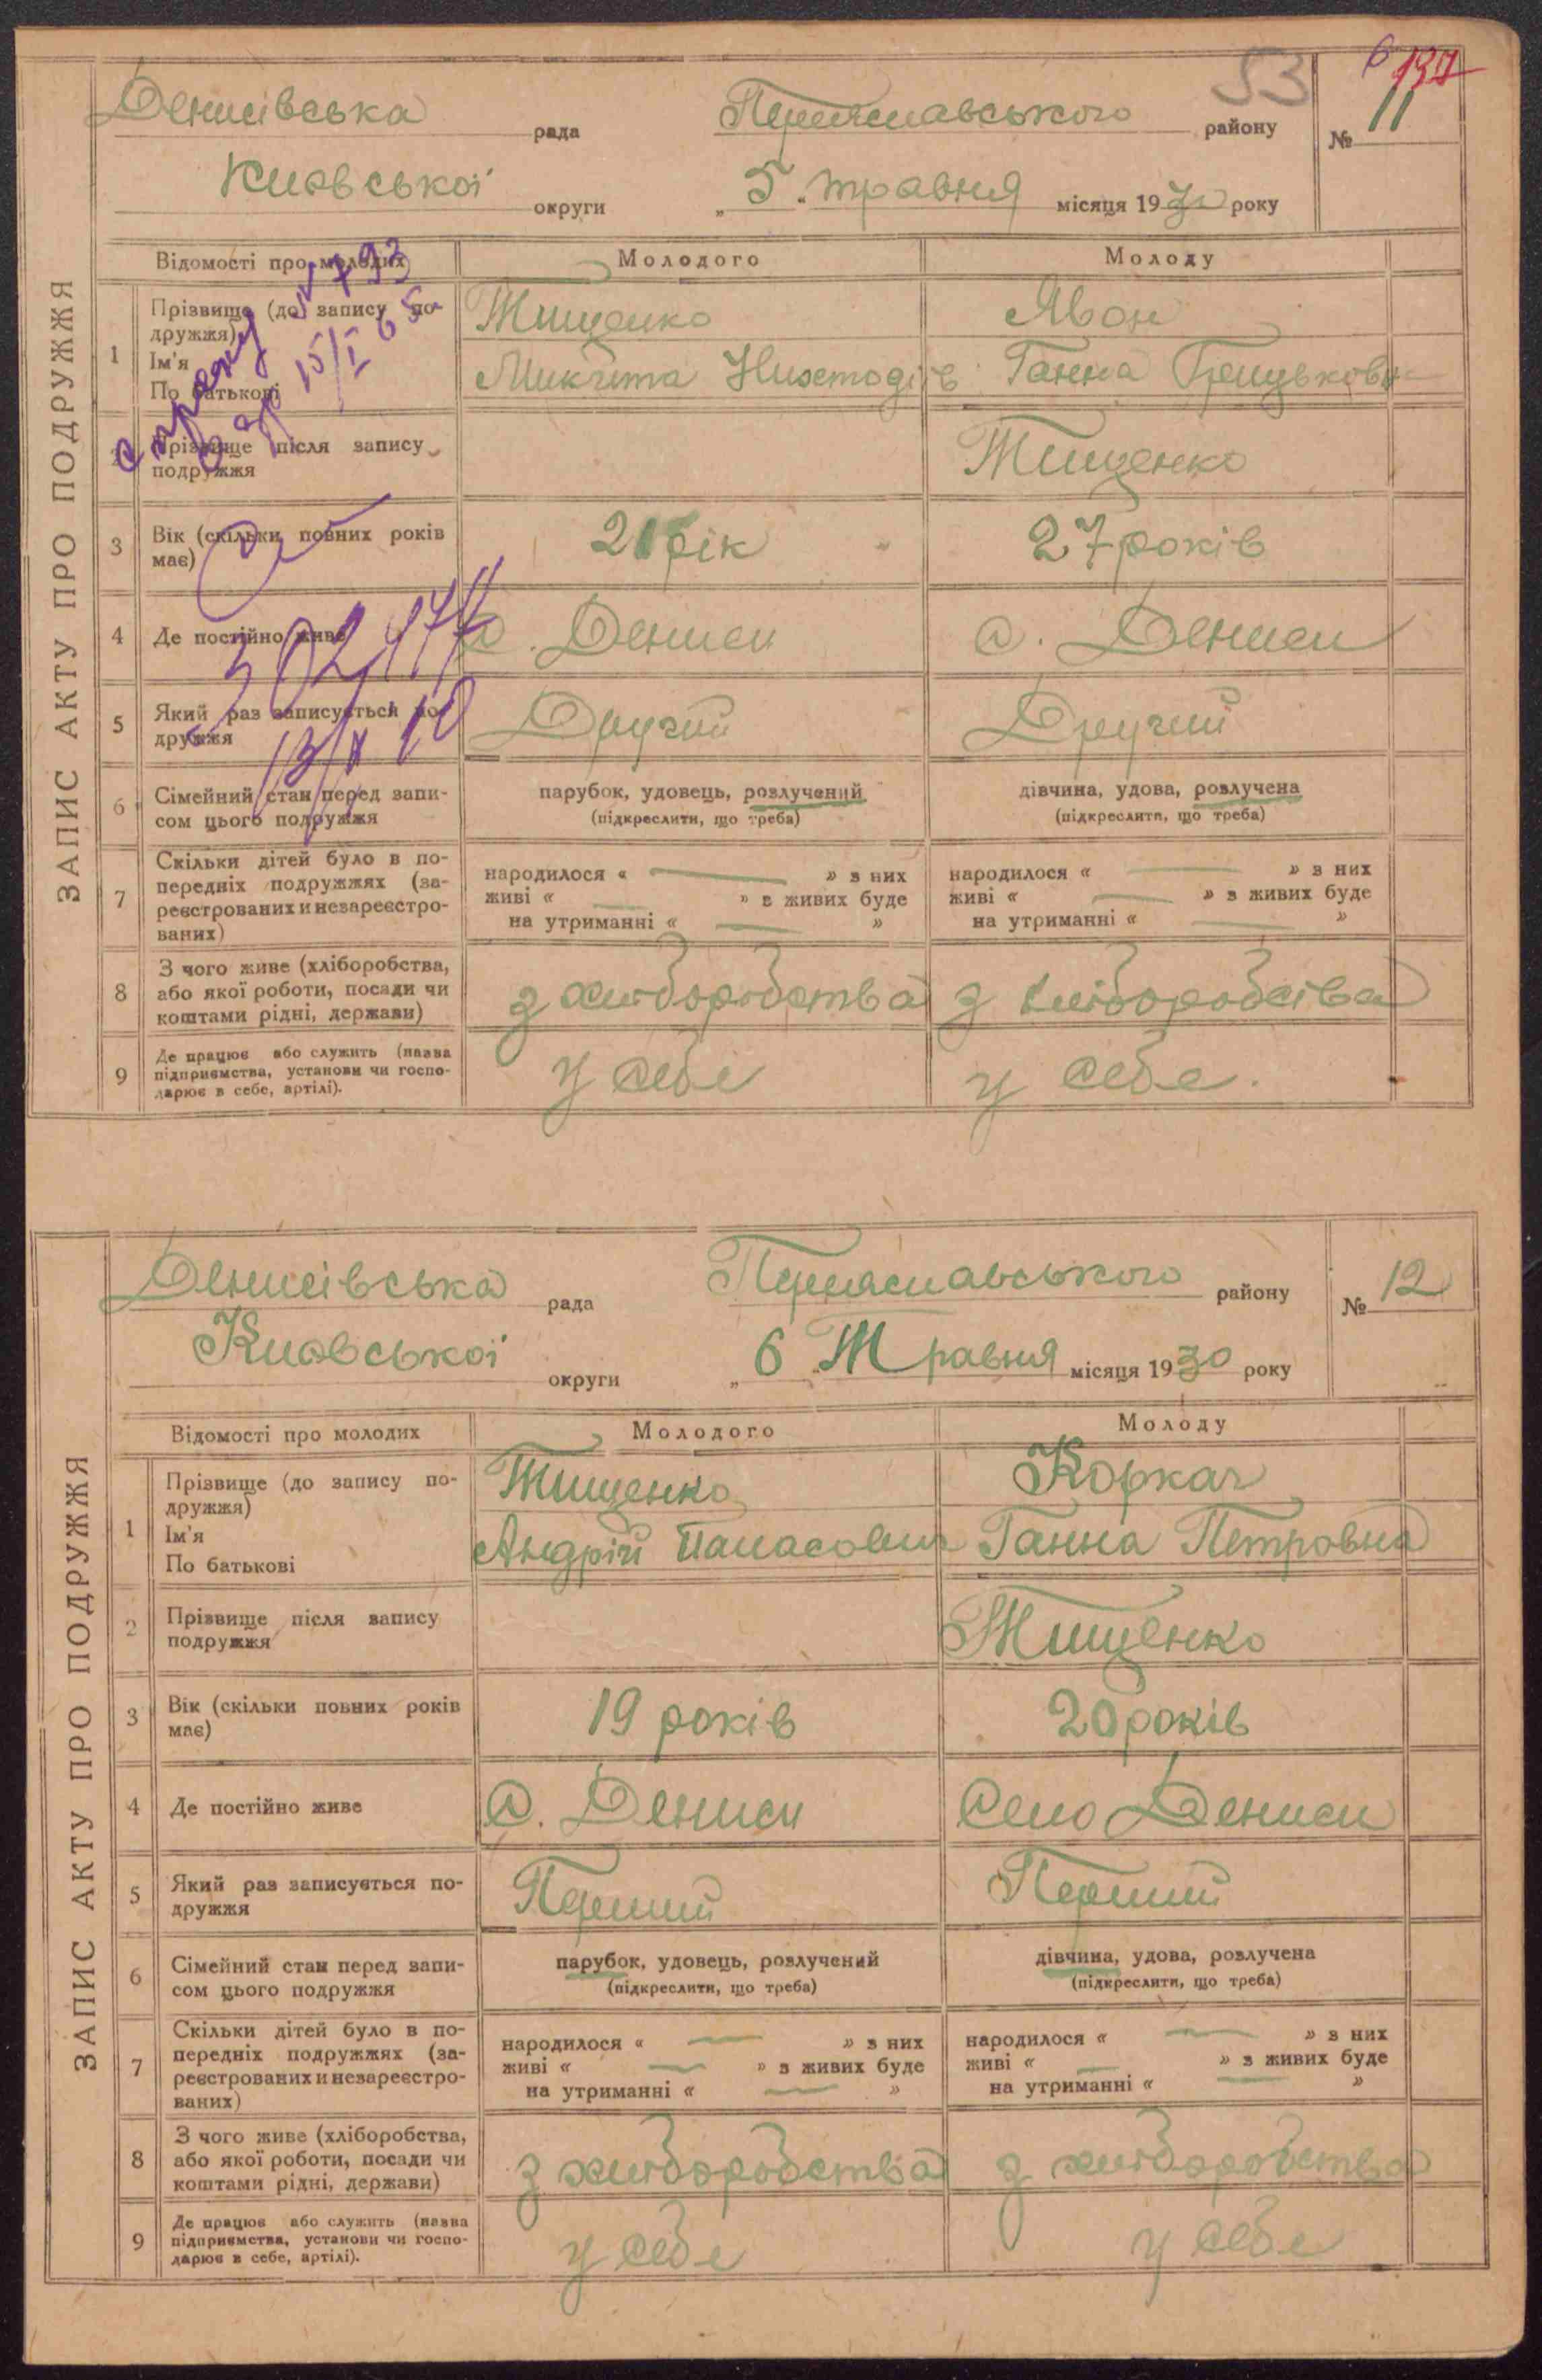 53
137
Денисівська рада Переяславського району № 11
Київської округи „ 5 “ травня місяця 1930 року
ЗАПИС АКТУ ПРО ПОДРУЖЖЯ
Відомості про молодих Молодого Молоду
1 Прізвище (до запису подружжя) Тищенко Явон
Ім'я
По батькові Микита Ганна Грицьковн
2 Прізвище після запису подружжя Тищенко
3 Вік (скільки повних років має) 21 рік 27 років
4 Де постійно живе с. Дениси с. Дениси
5 Який раз записується подружжя Другий Другий
6 Сімейний стан перед записом цього подружжя парубок, удовець, розлучений дівчина, удова, розлучена
(підкреслити, що треба) (підкреслити, що треба)
7 Скільки дітей було в попередніх подружжях (зареєстрованих и незареєстрованих)
народилося « — » з них народилося « — » з них
живі « — » з живих буде живі « — » з живих буде
на утриманні « — » на утриманні « — »
8 З чого живе (хліборобства, або якої роботи, посади чи коштами рідні, держави) з хліборобства з хліборобства
9 Де працює або служить (назва підприємства, установи чи господарює в себе, артілі). у себе у себе.
Денисівська рада Переяславського району № 12
Київської округи „ 6 “ Травня місяця 1930 року
ЗАПИС АКТУ ПРО ПОДРУЖЖЯ
Відомості про молодих Молодого Молоду
1 Прізвище (до запису подружжя) Тищенко Коркач
Ім'я
По батькові Андрій Панасович Ганна Петровна
2 Прізвище після запису подружжя Тищенко
3 Вік (скільки повних років має) 19 років 20 років
4 Де постійно живе с. Дениси село Дениси
5 Який раз записується подружжя Перший Перший
6 Сімейний стан перед записом цього подружжя парубок, удовець, розлучений дівчина, удова, розлучена
(підкреслити, що треба) (підкреслити, що треба)
7 Скільки дітей було в попередніх подружжях (зареєстрованих и незареєстрованих)
народилося « — » з них народилося « — » з них
живі « — » з живих буде живі « — » з живих буде
на утриманні « — » на утриманні « — »
8 З чого живе (хліборобства, або якої роботи, посади чи коштами рідні, держави) з хліборобства з хліборобства
9 Де працює або служить (назва підприємства, установи чи господарює в себе, артілі). у себе у себе